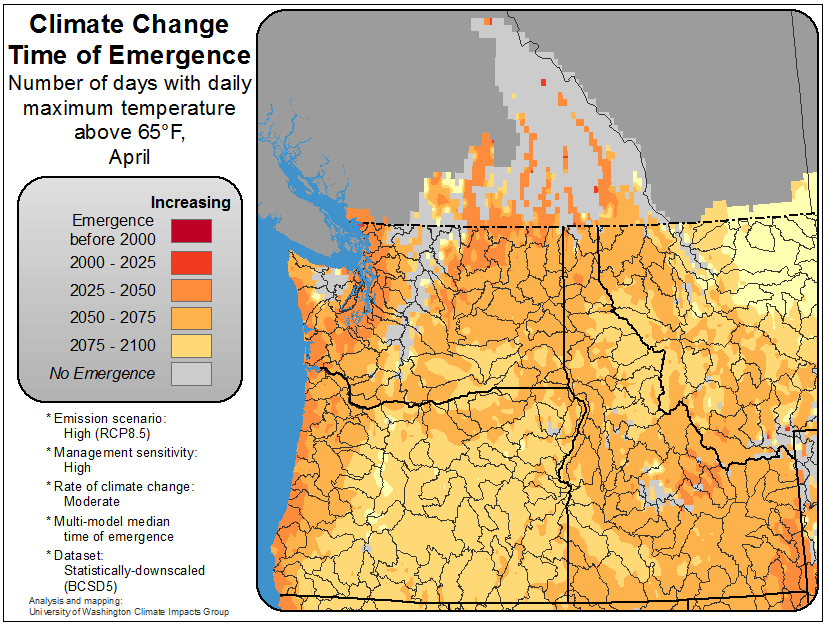 Climate Change
Time of Emergence
Number of days with daily
maximum temperature
above 65°F,
April
Increasing
Emergence
before 2000
2000 - 2025
2025 - 2050
2050 - 2075
2075 - 2100
No Emergence
* Emission scenario:
High (RCP8.5)
* Management sensitivity:
High
* Rate of climate change:
Moderate
* Multi-model median
time of emergence
* Dataset:
Statistically-downscaled
(BCSD5)
Analysis and mapping:
University of Washington Climate Impacts Group